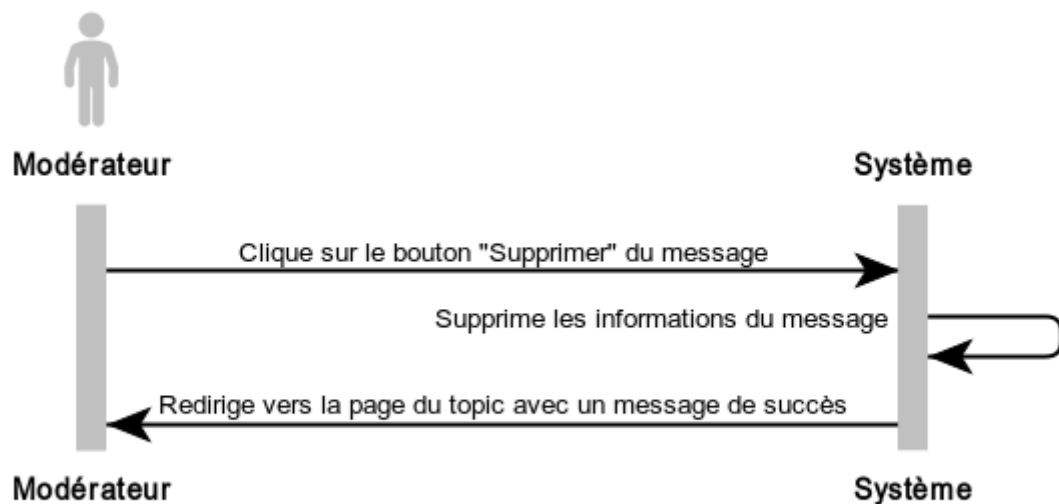 Modérateur
Système
Clique sur le bouton "Supprimer" du message
Supprime les informations du message
Redirige vers la page du topic avec un message de succès
Modérateur
Système